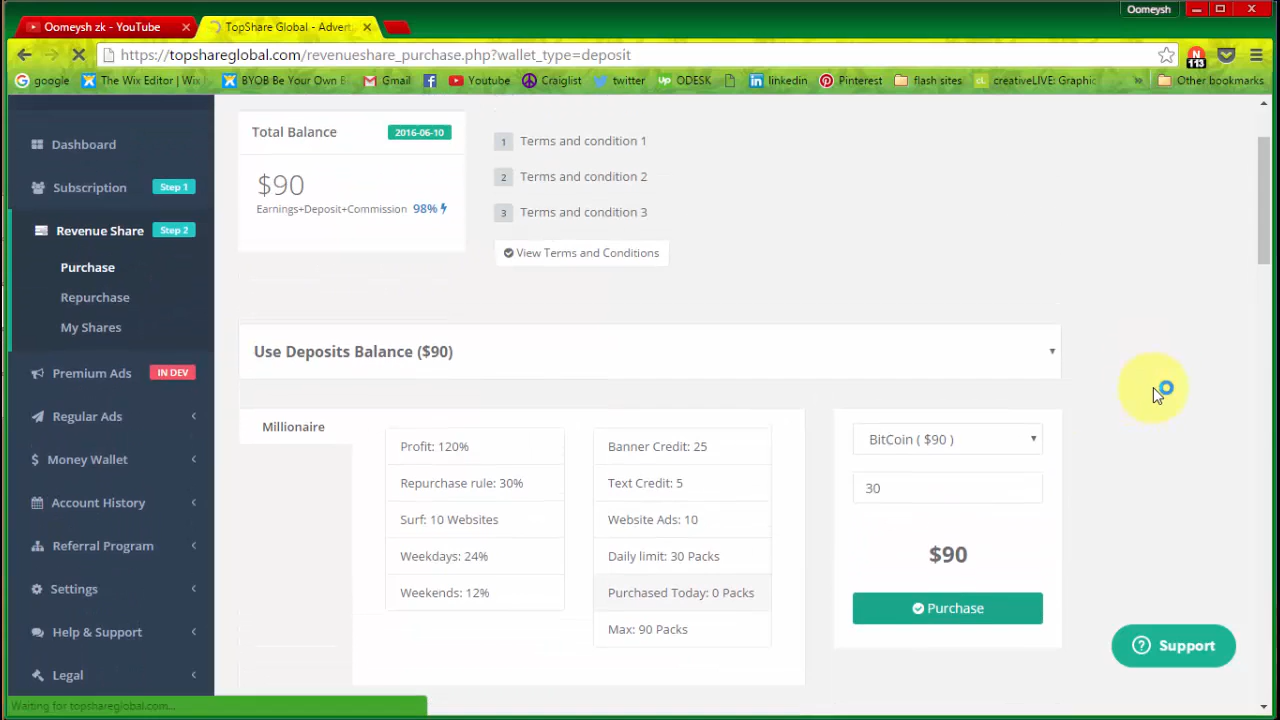 Oomeysh
Oomeysh zk - YouTube
TopShare Global - Adverti
https://topshareglobal.com/revenueshare_purchase.php?wallet_type=deposit
113
google
The Wix Editor | Wix
BYOB Be Your Own B
Gmail
Youtube
Craiglist
twitter
ODESK
linkedin
Pinterest
flash sites
creativeLIVE: Graphic
Other bookmarks
Dashboard
Subscription Step 1
Revenue Share Step 2
Purchase
Repurchase
My Shares
Premium Ads IN DEV
Regular Ads
Money Wallet
Account History
Referral Program
Settings
Help & Support
Legal
Total Balance 2016-06-10
$90
Earnings+Deposit+Commission 98%
1 Terms and condition 1
2 Terms and condition 2
3 Terms and condition 3
View Terms and Conditions
Use Deposits Balance ($90)
Millionaire
Profit: 120%
Repurchase rule: 30%
Surf: 10 Websites
Weekdays: 24%
Weekends: 12%
Banner Credit: 25
Text Credit: 5
Website Ads: 10
Daily limit: 30 Packs
Purchased Today: 0 Packs
Max: 90 Packs
BitCoin ( $90 )
30
$90
Purchase
Support
Waiting for topshareglobal.com...